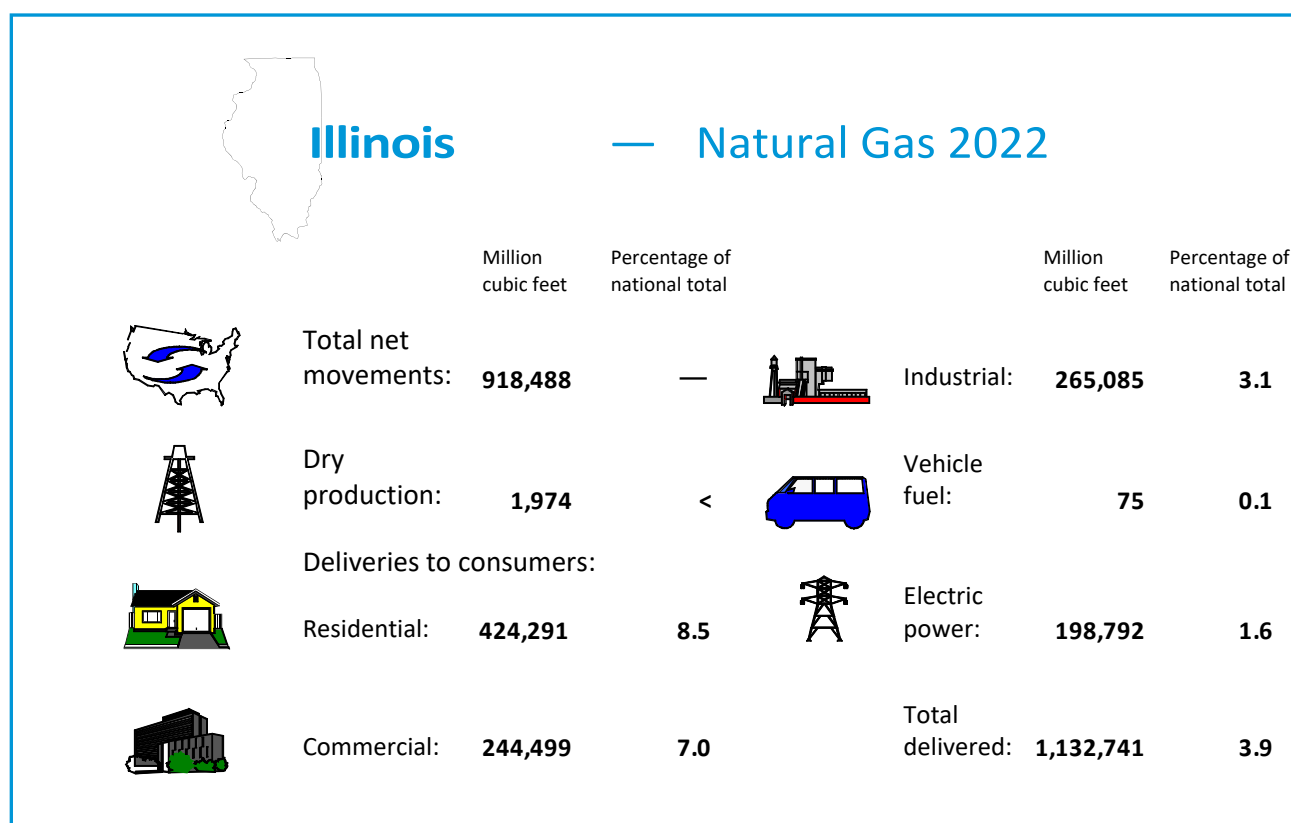 Illinois — Natural Gas 2022
Million Percentage of Million Percentage of
cubic feet national total cubic feet national total
Total net
movements: 918,488 — Industrial: 265,085 3.1
Dry Vehicle
production: 1,974 < fuel: 75 0.1
Deliveries to consumers:
Electric
Residential: 424,291 8.5 power: 198,792 1.6
Total
Commercial: 244,499 7.0 delivered: 1,132,741 3.9